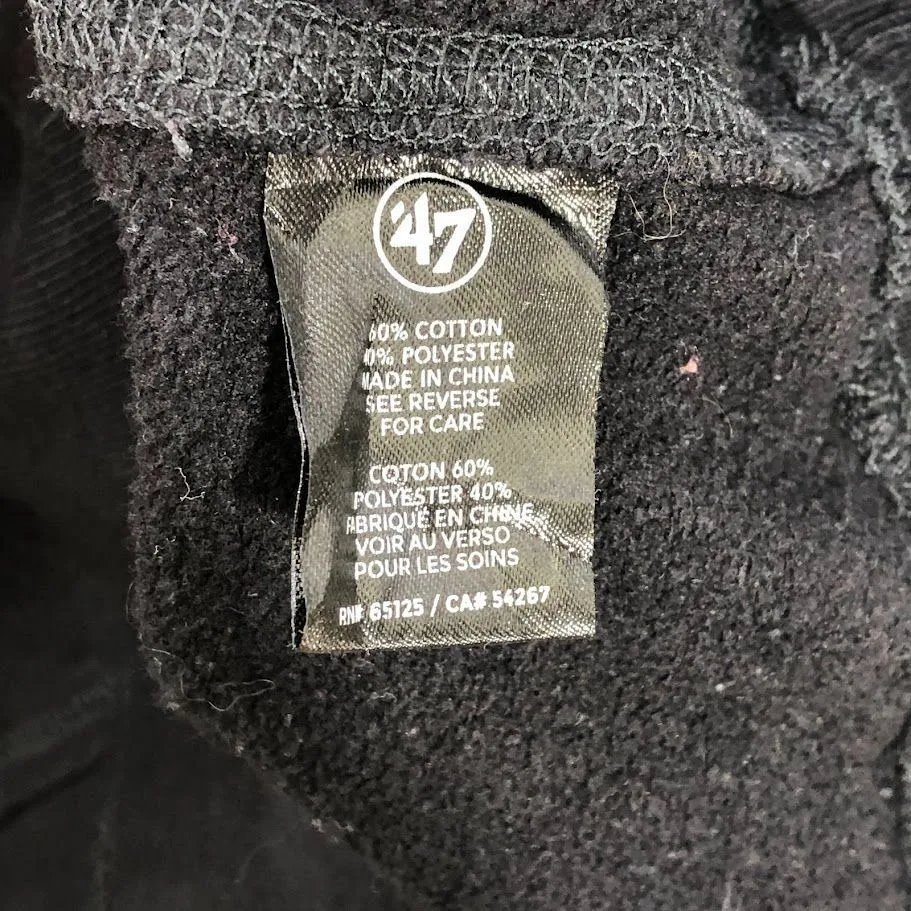 '47
60% COTTON
40% POLYESTER
MADE IN CHINA
SEE REVERSE
FOR CARE
COTON 60%
POLYESTER 40%
FABRIQUÉ EN CHINE
VOIR AU VERSO
POUR LES SOINS
RN# 65125 / CA# 54267